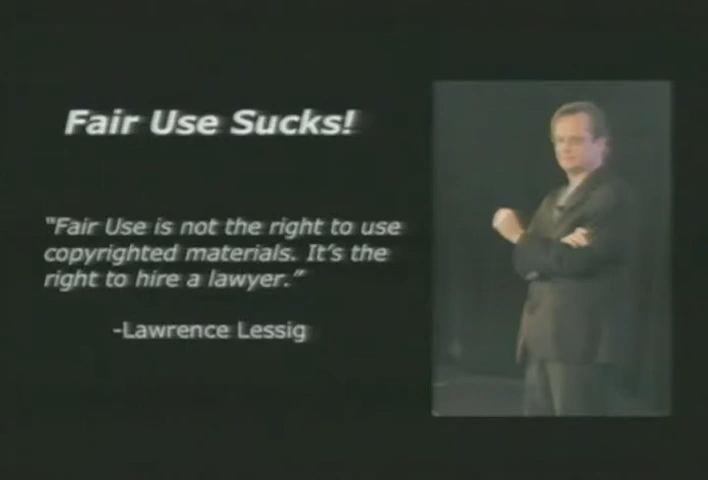 Fair Use Sucks!
"Fair Use is not the right to use
copyrighted materials. It's the
right to hire a lawyer."
-Lawrence Lessig